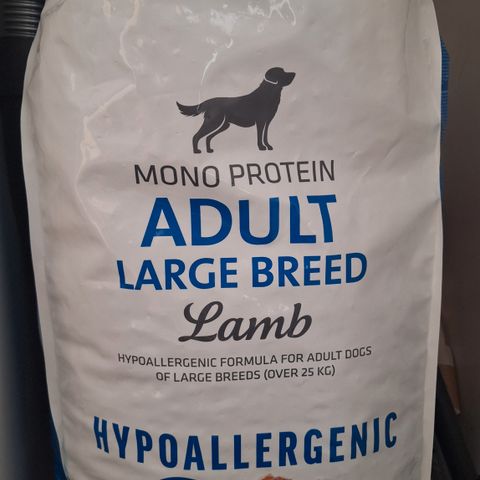 MONO PROTEIN
ADULT
LARGE BREED
Lamb
HYPOALLERGENIC FORMULA FOR ADULT DOGS
OF LARGE BREEDS (OVER 25 KG)
HYPOALLERGENIC